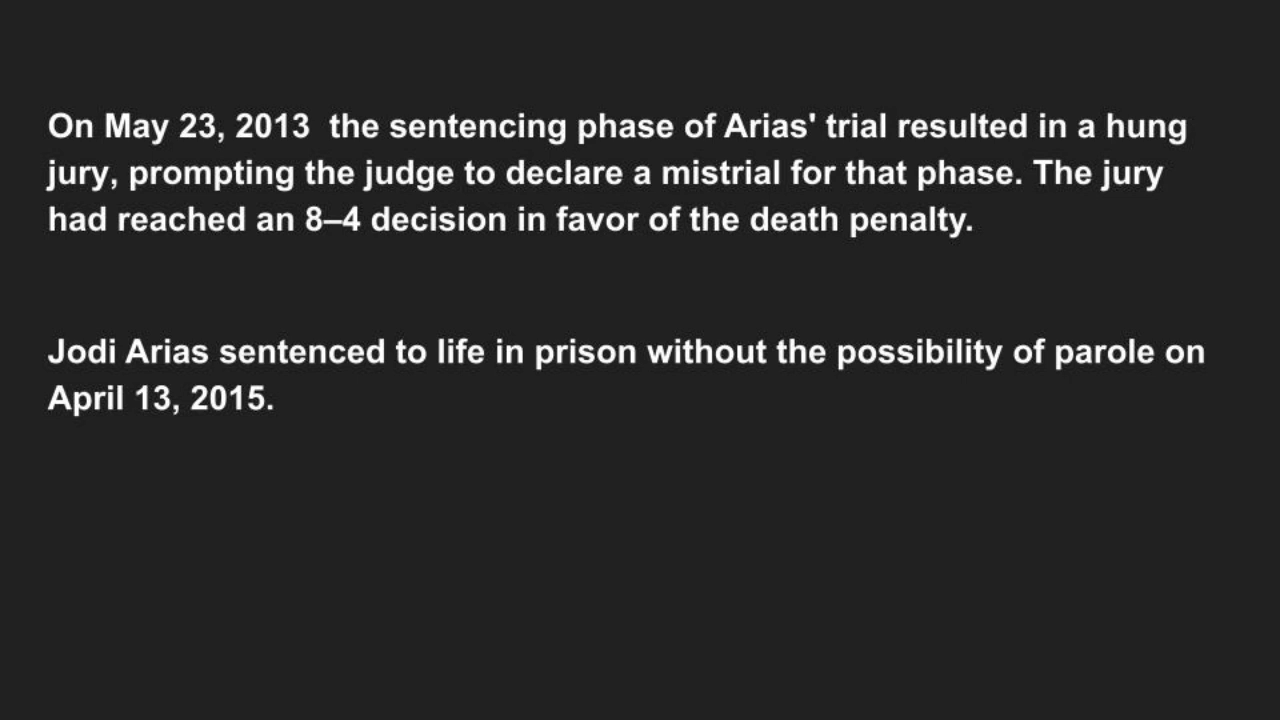 On May 23, 2013  the sentencing phase of Arias' trial resulted in a hung
jury, prompting the judge to declare a mistrial for that phase. The jury
had reached an 8–4 decision in favor of the death penalty.
Jodi Arias sentenced to life in prison without the possibility of parole on
April 13, 2015.